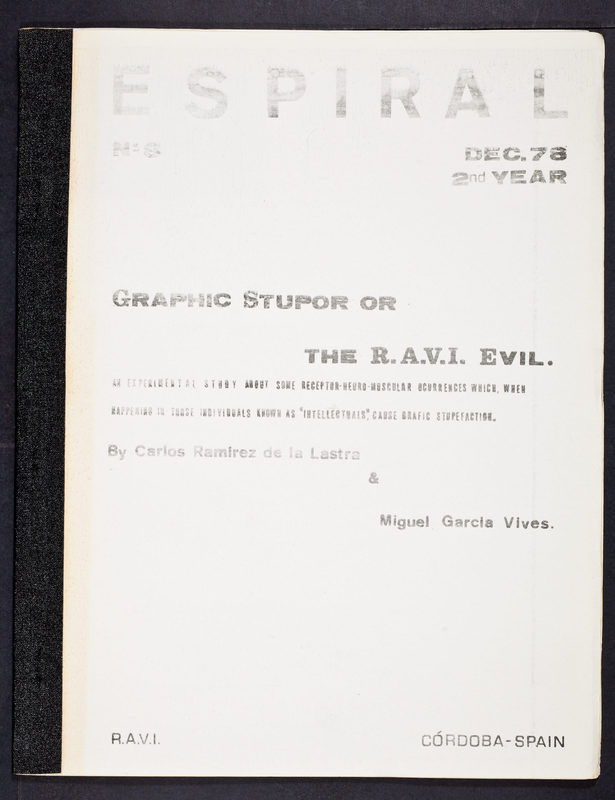 ESPIRAL
Nº 8
DEC. 78
2nd YEAR
GRAPHIC STUPOR OR
THE R.A.V.I. EVIL.
AN EXPERIMENTAL STUDY ABOUT SOME RECEPTOR-NEURO-MUSCULAR OCURRENCES WHICH, WHEN
HAPPENING IN THOSE INDIVIDUALS KNOWN AS "INTELLECTUALS" CAUSE GRAFIC STUPEFACTION.
By Carlos Ramirez de la Lastra
&
Miguel Garcia Vives.
R.A.V.I.
CÓRDOBA-SPAIN